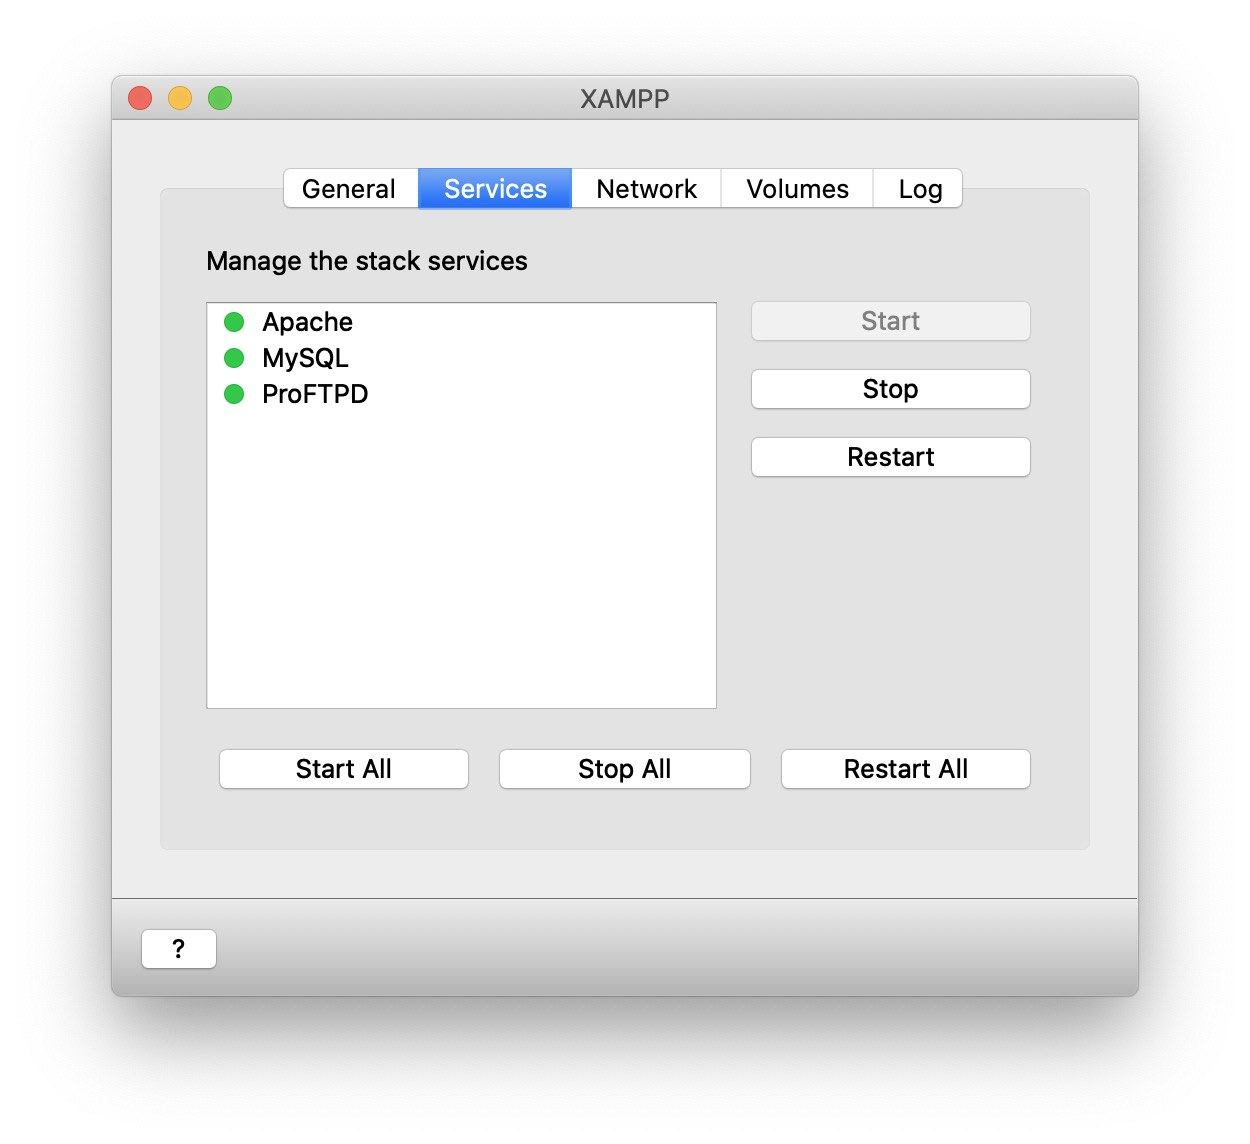 XAMPP
General Services Network Volumes Log
Manage the stack services
Apache
MySQL
ProFTPD
Start
Stop
Restart
Start All Stop All Restart All
?